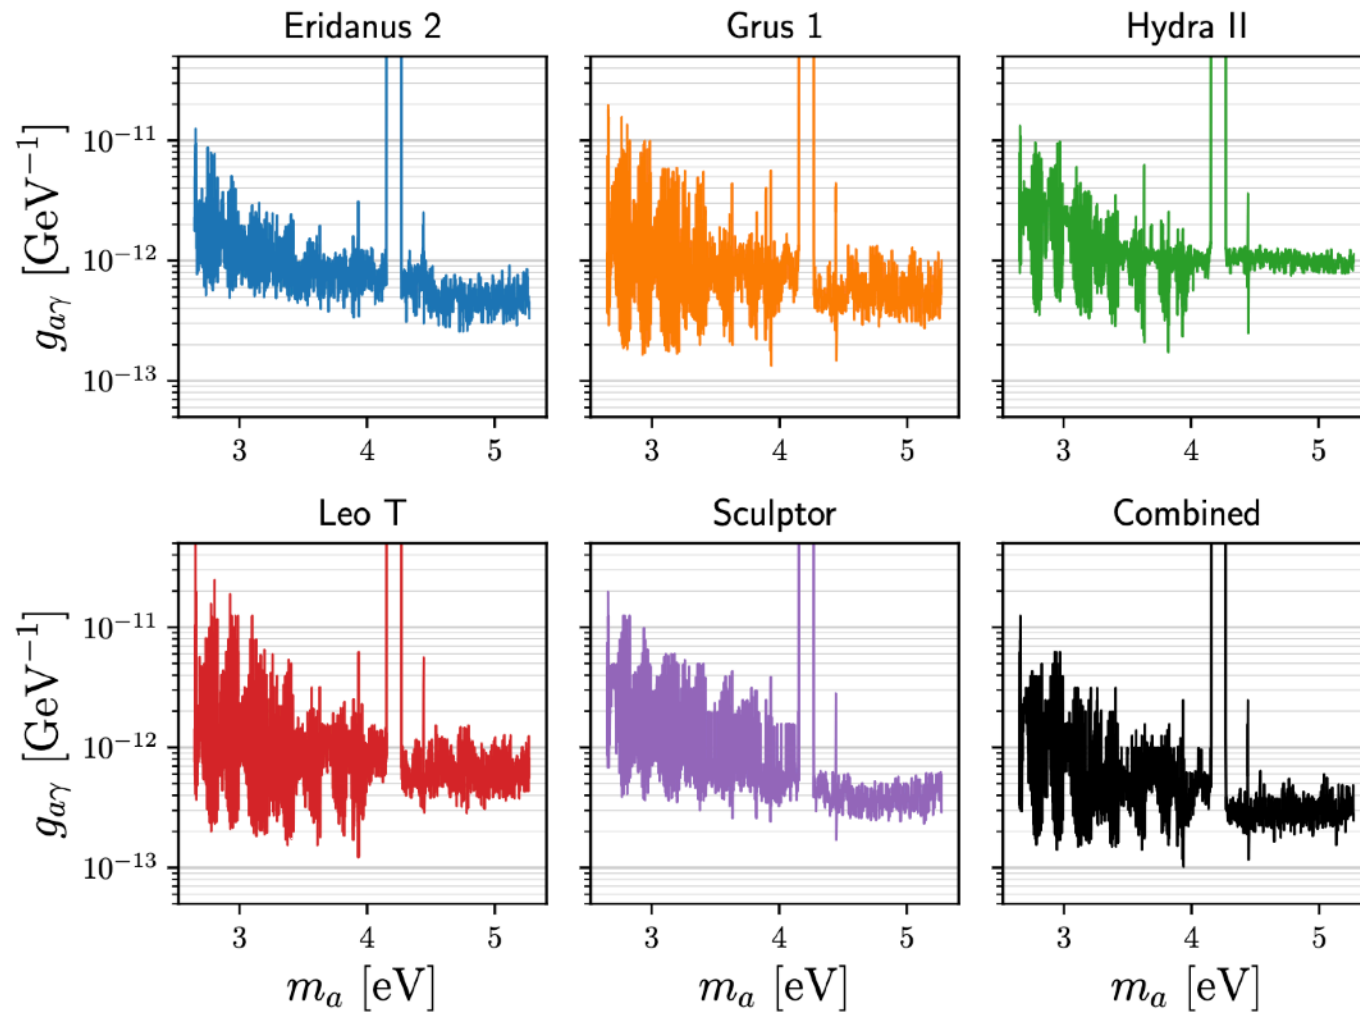 Eridanus 2 Grus 1 Hydra II
10⁻¹¹
10⁻¹²
10⁻¹³
g_{aγ} [GeV⁻¹]
3 4 5 3 4 5 3 4 5
Leo T Sculptor Combined
10⁻¹¹
10⁻¹²
10⁻¹³
g_{aγ} [GeV⁻¹]
3 4 5 3 4 5 3 4 5
m_a [eV] m_a [eV] m_a [eV]